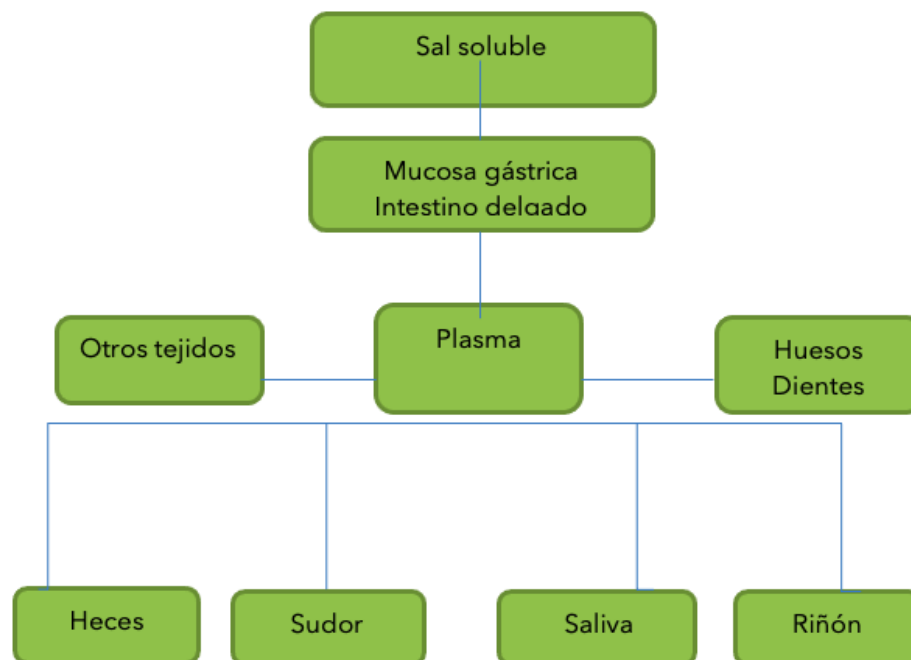 Sal soluble
Mucosa gástrica
Intestino delgado
Otros tejidos
Plasma
Huesos
Dientes
Heces
Sudor
Saliva
Riñón